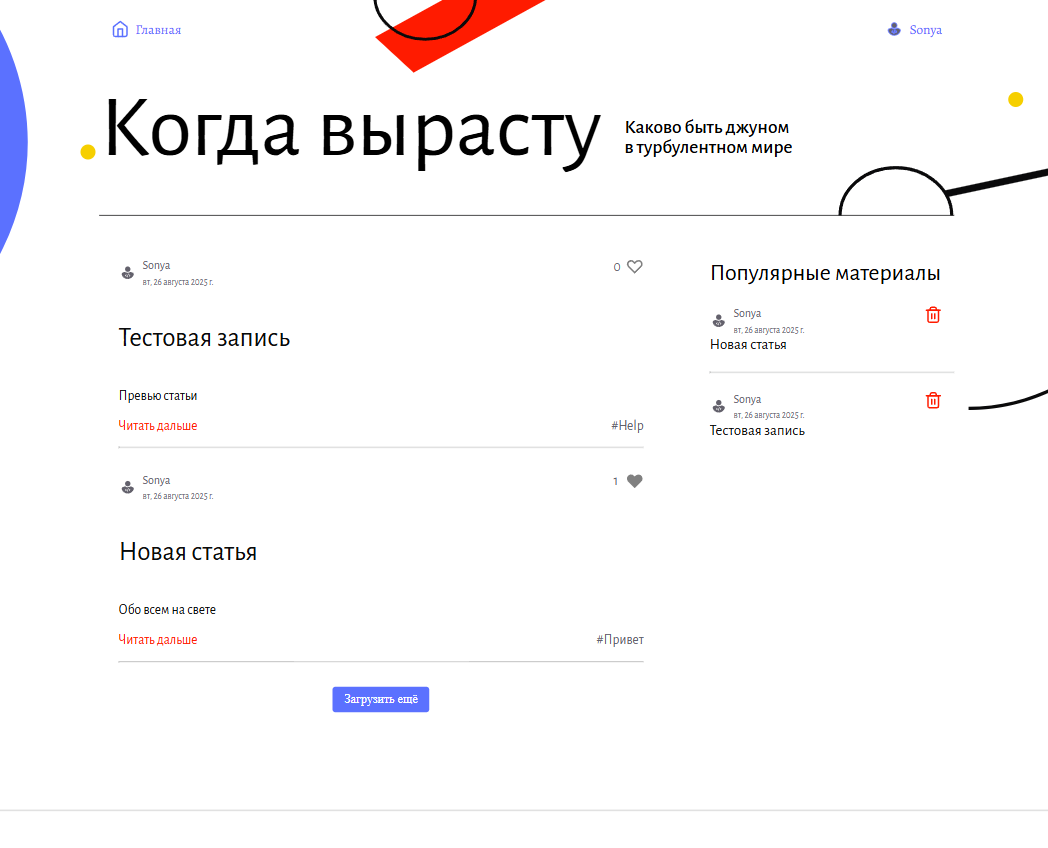 Главная
Sonya
Когда вырасту
Каково быть джуном
в турбулентном мире
Sonya
вт, 26 августа 2025 г.
0
Тестовая запись
Превью статьи
Читать дальше
#Help
Sonya
вт, 26 августа 2025 г.
1
Новая статья
Обо всем на свете
Читать дальше
#Привет
Загрузить ещё
Популярные материалы
Sonya
вт, 26 августа 2025 г.
Новая статья
Sonya
вт, 26 августа 2025 г.
Тестовая запись